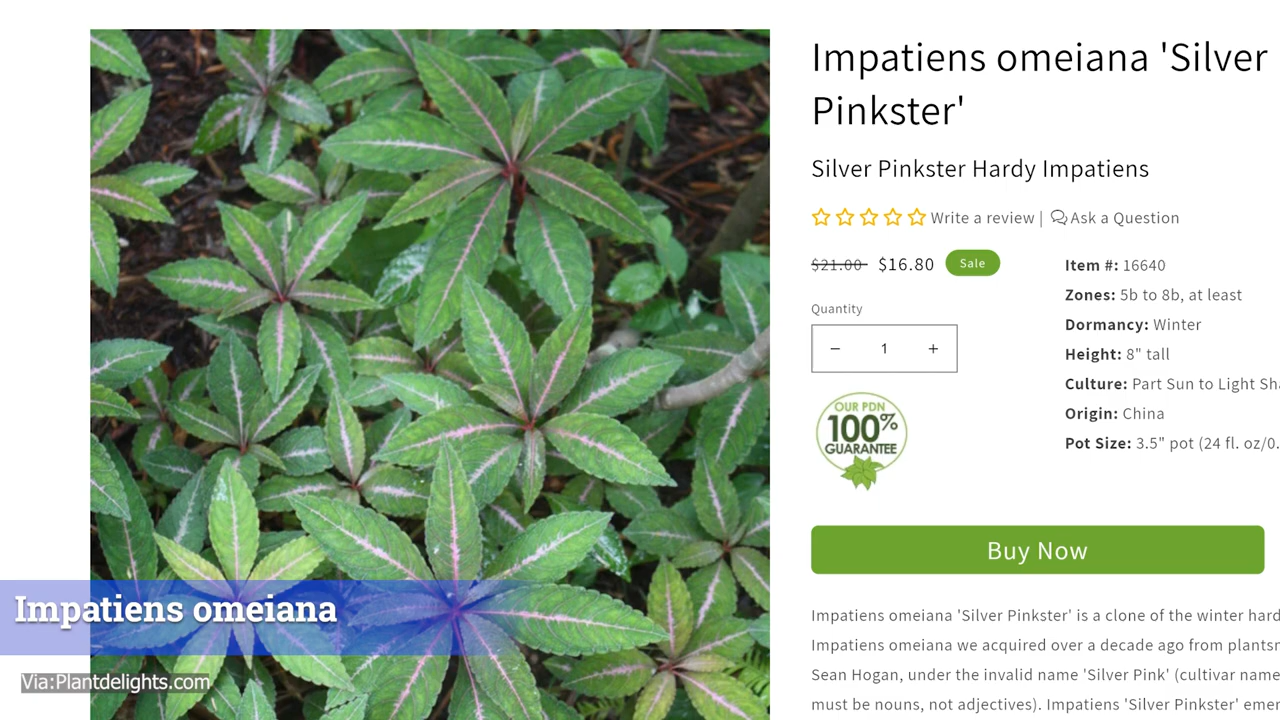 Impatiens omeiana 'Silver
Pinkster'
Silver Pinkster Hardy Impatiens
Write a review | Ask a Question
$21.00 $16.80 Sale
Quantity
− 1 +
OUR PDN
100%
GUARANTEE
Item #: 16640
Zones: 5b to 8b, at least
Dormancy: Winter
Height: 8" tall
Culture: Part Sun to Light Sh
Origin: China
Pot Size: 3.5" pot (24 fl. oz/0.
Buy Now
Impatiens omeiana 'Silver Pinkster' is a clone of the winter hard
Impatiens omeiana we acquired over a decade ago from plantsm
Sean Hogan, under the invalid name 'Silver Pink' (cultivar name
must be nouns, not adjectives). Impatiens 'Silver Pinkster' emer
Impatiens omeiana
Via:Plantdelights.com